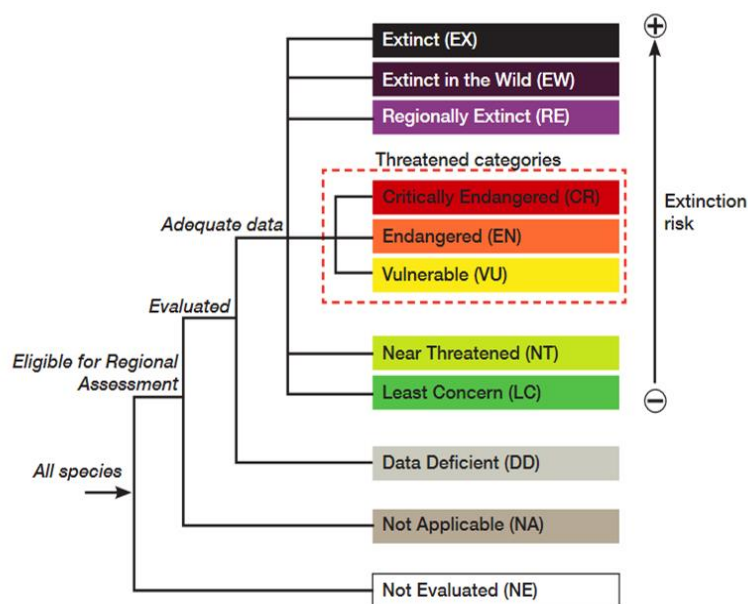 Extinct (EX)
Extinct in the Wild (EW)
Regionally Extinct (RE)
Threatened categories
Critically Endangered (CR)
Adequate data
Endangered (EN)
Vulnerable (VU)
Extinction
risk
Evaluated
Eligible for Regional
Assessment
Near Threatened (NT)
Least Concern (LC)
All species
Data Deficient (DD)
Not Applicable (NA)
Not Evaluated (NE)